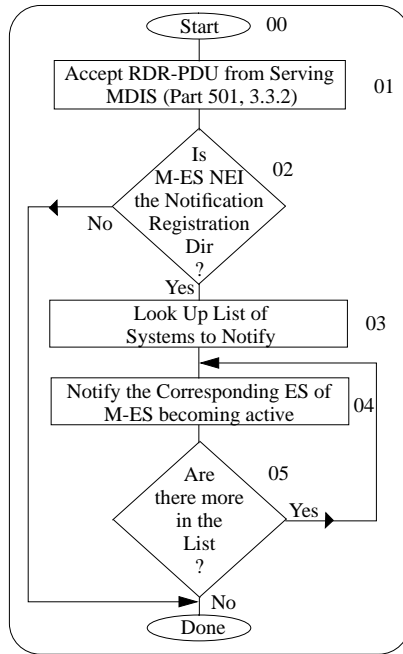 Start
00
Accept RDR-PDU from Serving
MDIS (Part 501, 3.3.2)
01
Is
M-ES NEI
the Notification
Registration
Dir
?
02
No
Yes
Look Up List of
Systems to Notify
03
Notify the Corresponding ES of
M-ES becoming active
04
Are
there more
in the
List
?
05
Yes
No
Done